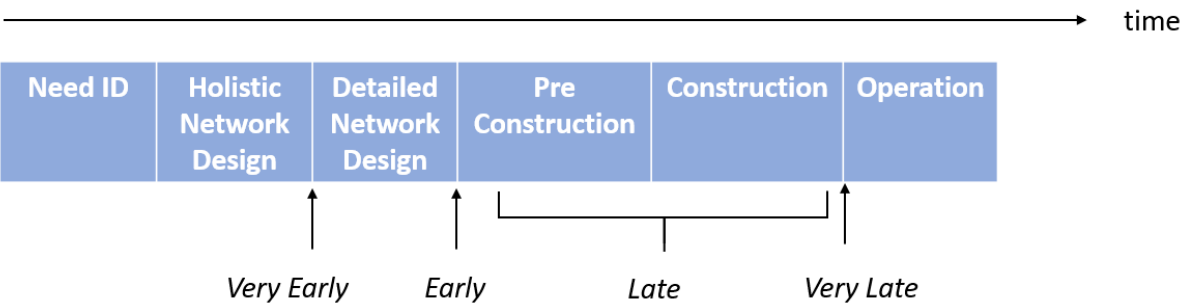 time
Need ID
Holistic
Network
Design
Detailed
Network
Design
Pre
Construction
Construction
Operation
Very Early
Early
Late
Very Late